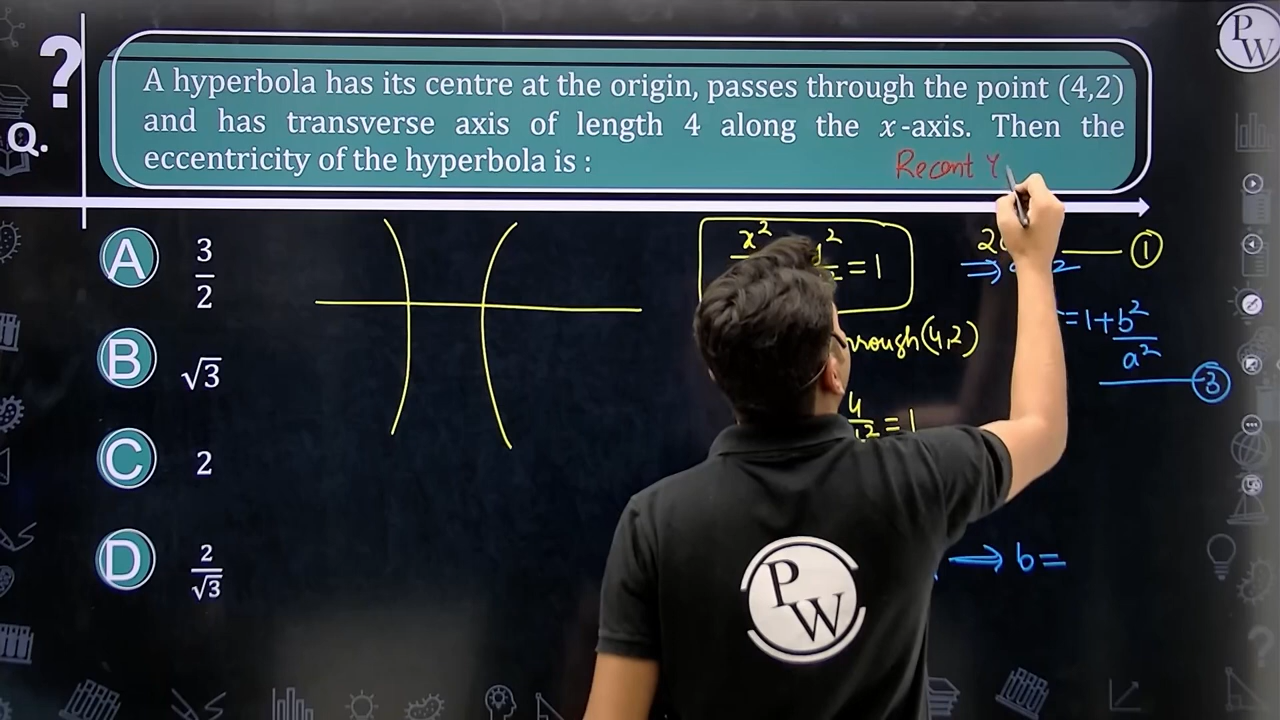 ?
Q.
A hyperbola has its centre at the origin, passes through the point (4,2)
and has transverse axis of length 4 along the x-axis. Then the
eccentricity of the hyperbola is :
Recent Y
A 3/2
B √3
C 2
D 2/√3
x² = 1
①
⇒
(4,2)
= 1 + b²/a²
③
4 = 1
→ b =
P W
P W